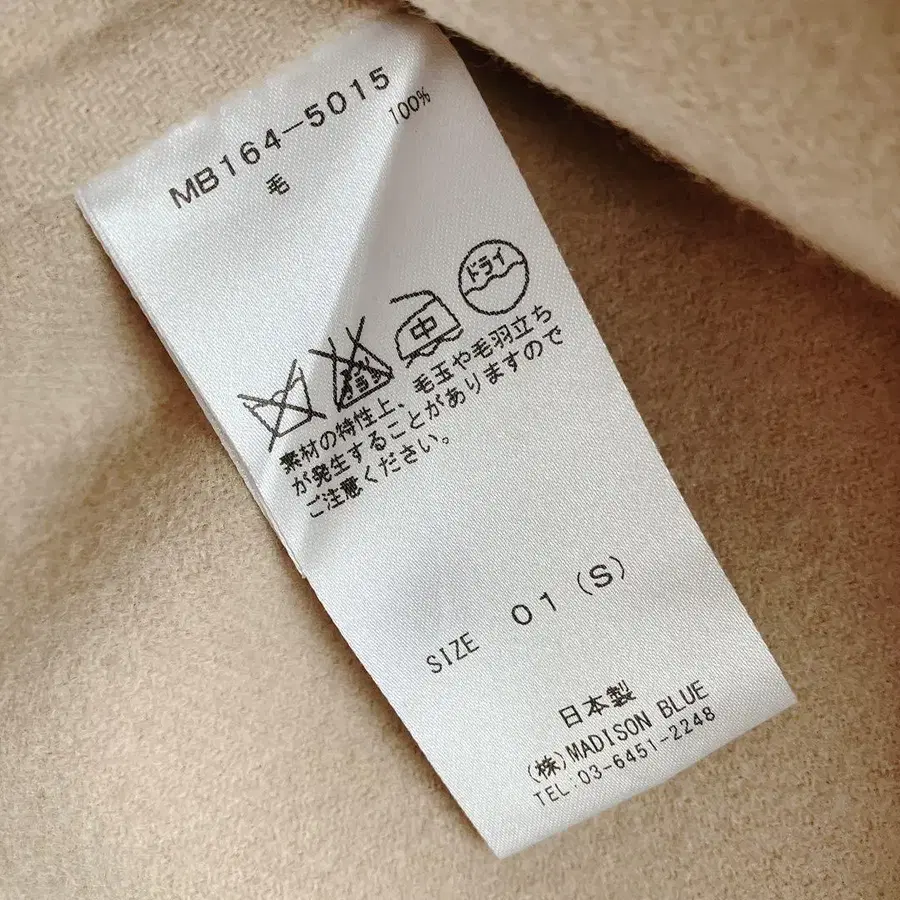 MB164-5015
毛 100%
中 ドライ
素材の特性上、毛玉や毛羽立ち
が発生することがありますので
ご注意ください。
SIZE 01(S)
日本製
(株)MADISON BLUE
TEL:03-6451-2248